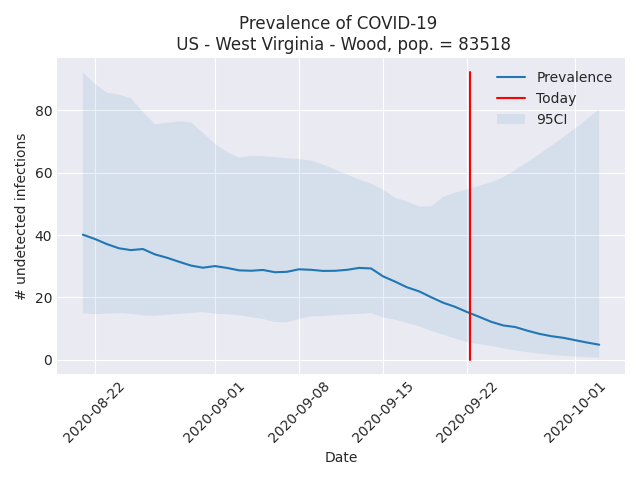 Prevalence of COVID-19
US - West Virginia - Wood, pop. = 83518
Prevalence
Today
95CI
# undetected infections
80
60
40
20
0
2020-08-22
2020-09-01
2020-09-08
2020-09-15
2020-09-22
2020-10-01
Date